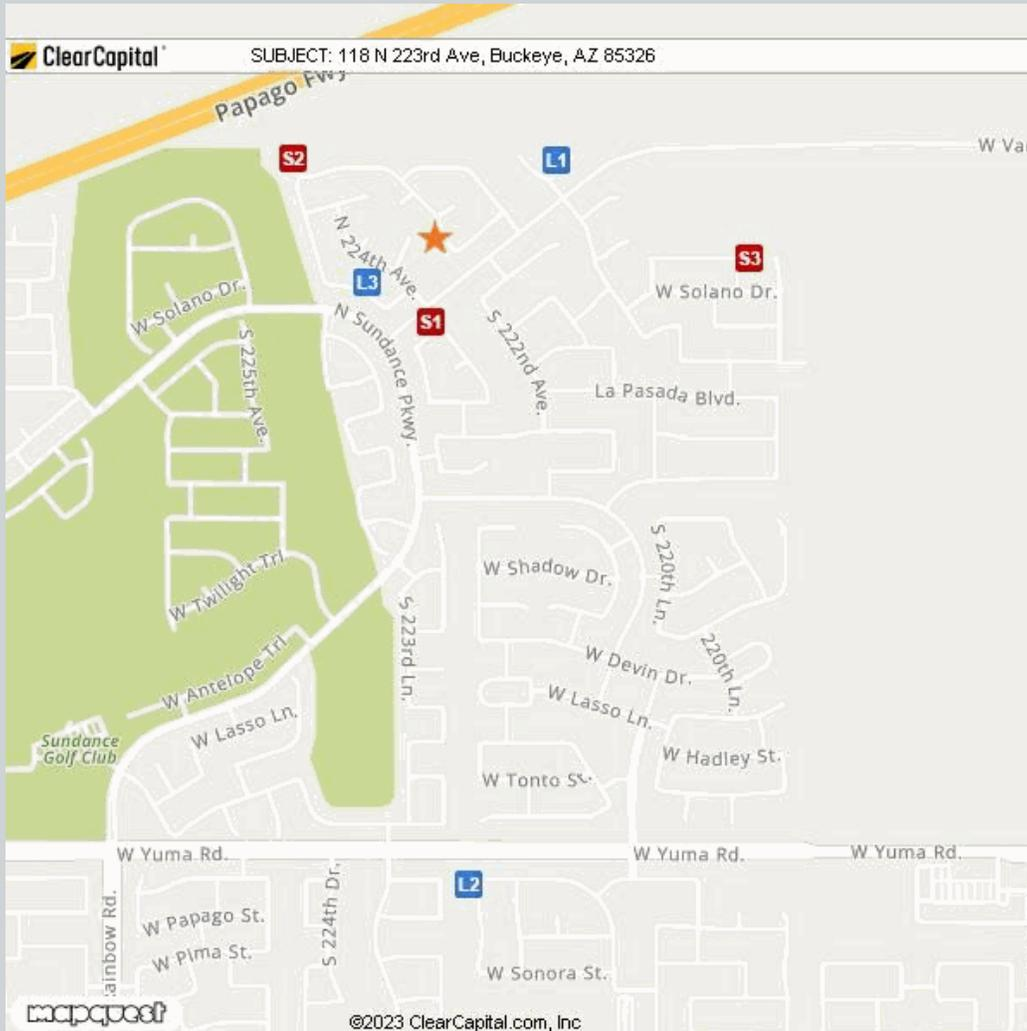 ClearCapital
SUBJECT: 118 N 223rd Ave, Buckeye, AZ 85326
Papago Fwy
S2
L1
W Va
N 224th Ave.
S3
L3
W Solano Dr.
W Solano Dr.
S1
N Sundance Pkwy.
S 222nd Ave.
S 225th Ave.
La Pasada Blvd.
S 220th Ln.
W Shadow Dr.
W Twilight Trl
S 223rd Ln.
220th Ln.
W Devin Dr.
W Antelope Trl
W Lasso Ln.
W Lasso Ln.
Sundance
Golf Club
W Hadley St.
W Tonto St.
W Yuma Rd.
W Yuma Rd.
W Yuma Rd.
L2
S 224th Dr.
ainbow Rd.
W Papago St.
W Pima St.
W Sonora St.
mapquest
©2023 ClearCapital.com, Inc